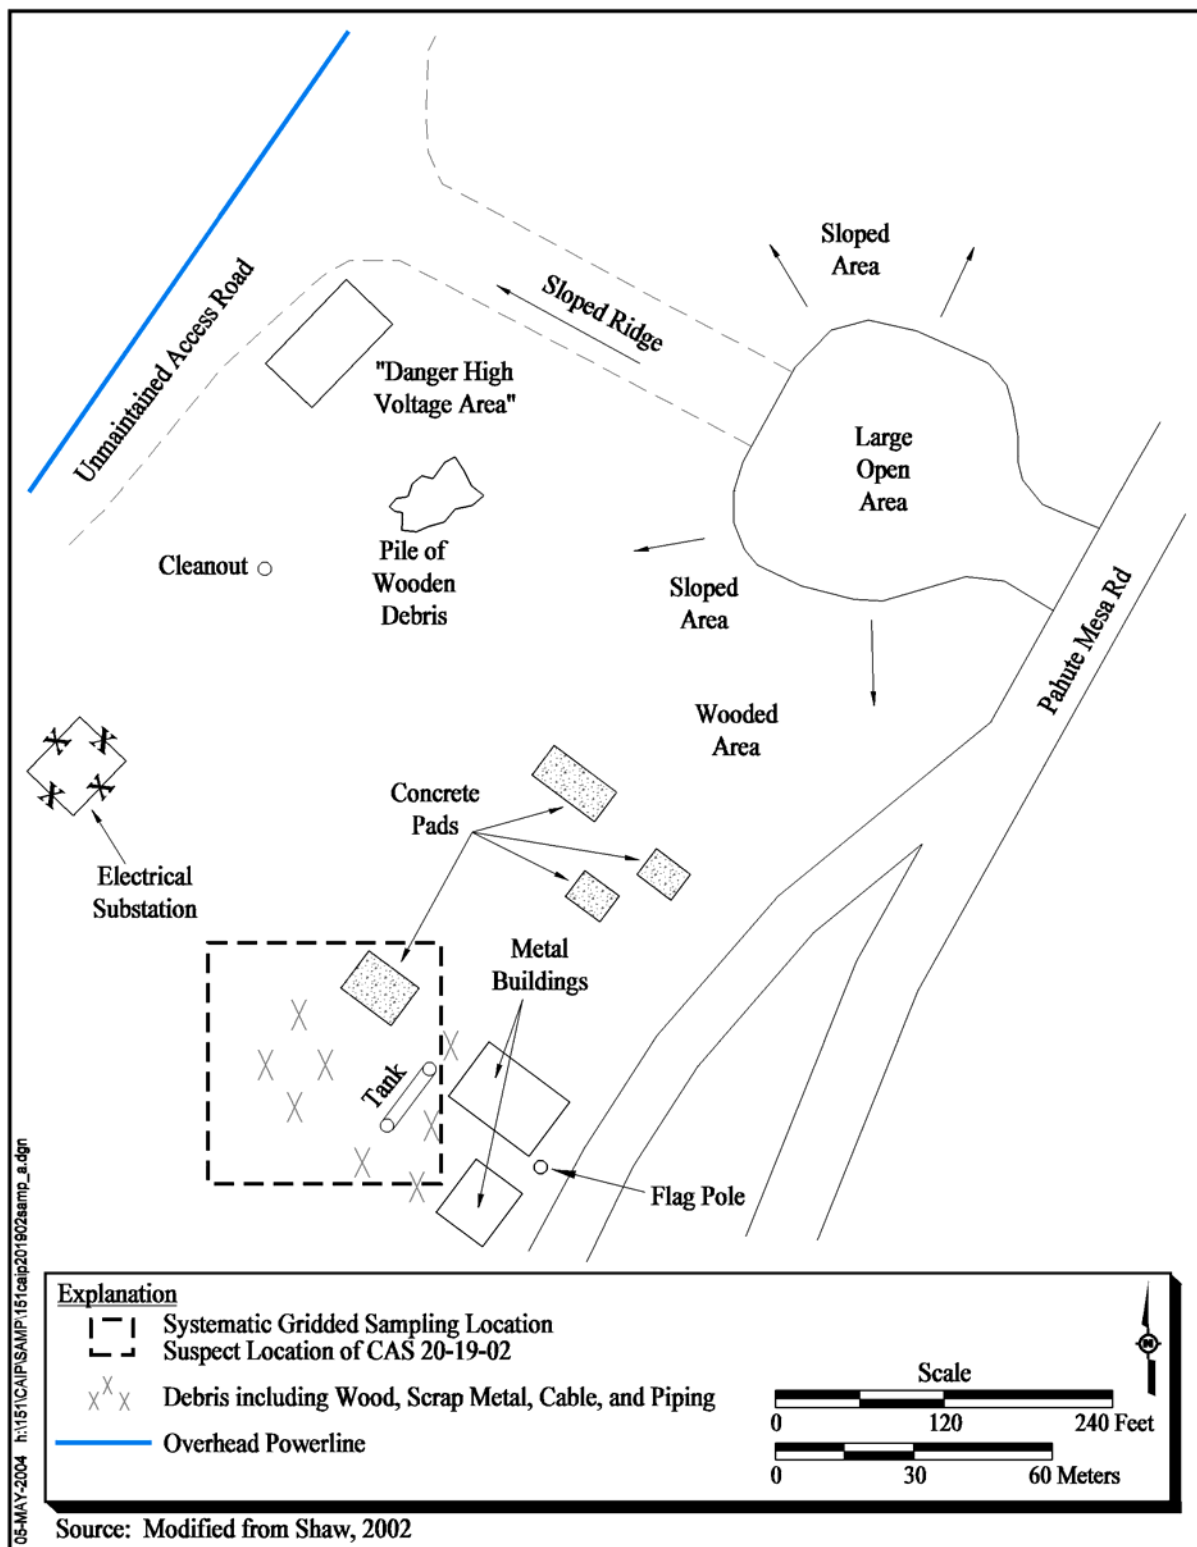 Sloped
Area
Unmaintained Access Road
Sloped Ridge
"Danger High
Voltage Area"
Large
Open
Area
Cleanout
Pile of
Wooden
Debris
Sloped
Area
Pahute Mesa Rd
Wooded
Area
Concrete
Pads
Electrical
Substation
Metal
Buildings
Tank
Flag Pole
Explanation
Systematic Gridded Sampling Location
Suspect Location of CAS 20-19-02
Debris including Wood, Scrap Metal, Cable, and Piping
Overhead Powerline
N
Scale
0 120 240 Feet
0 30 60 Meters
05-MAY-2004 h:\151\CAIP\SAMP\151caip201902samp_a.dgn
Source: Modified from Shaw, 2002